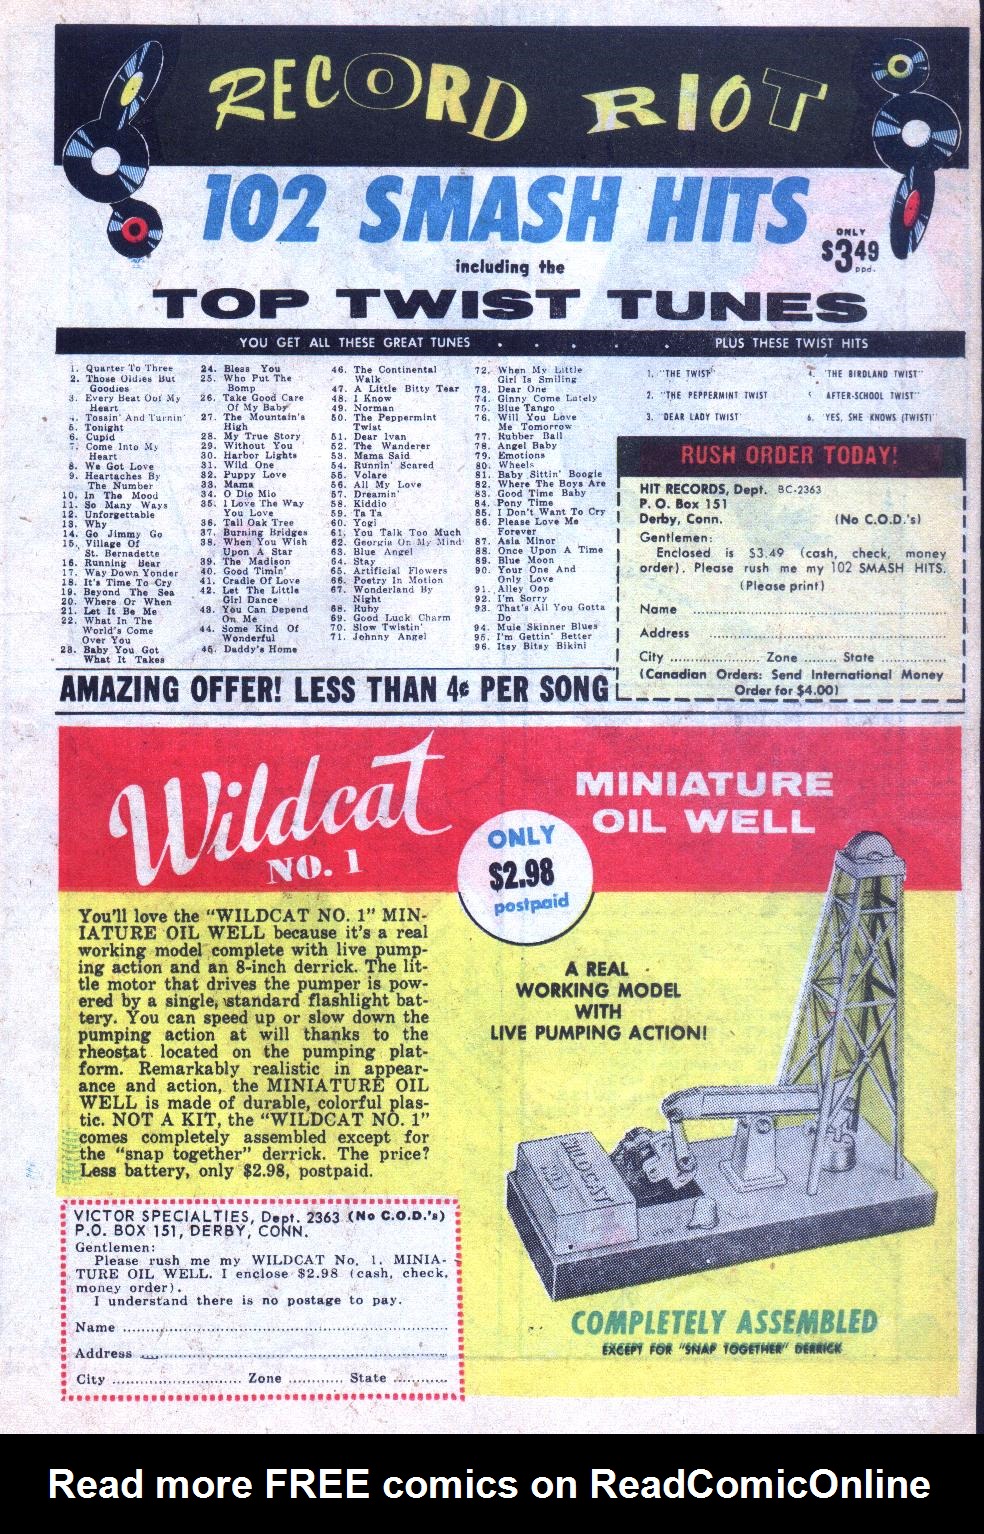 RECORD RIOT
102 SMASH HITS
ONLY
$3.49
ppd.
including the
TOP TWIST TUNES
YOU GET ALL THESE GREAT TUNES . . . . . PLUS THESE TWIST HITS
1. Quarter To Three
2. Those Oldies But
Goodies
3. Every Beat Of My
Heart
4. Tossin' And Turnin'
5. Tonight
6. Cupid
7. Come Into My
Heart
8. We Got Love
9. Heartaches By
The Number
10. In The Mood
11. So Many Ways
12. Unforgettable
13. Why
14. Go Jimmy Go
15. Village Of
St. Bernadette
16. Running Bear
17. Way Down Yonder
18. It's Time To Cry
19. Beyond The Sea
20. Where Or When
21. Let It Be Me
22. What In The
World's Come
Over You
23. Baby You Got
What It Takes
24. Bless You
25. Who Put The
Bomp
26. Take Good Care
Of My Baby
27. The Mountain's
High
28. My True Story
29. Without You
30. Harbor Lights
31. Wild One
32. Puppy Love
33. Mama
34. O Dio Mio
35. I Love The Way
You Love
36. Tall Oak Tree
37. Burning Bridges
38. When You Wish
Upon A Star
39. The Madison
40. Good Timin'
41. Cradle Of Love
42. Let The Little
Girl Dance
43. You Can Depend
On Me
44. Some Kind Of
Wonderful
45. Daddy's Home
46. The Continental
Walk
47. A Little Bitty Tear
48. I Know
49. Norman
50. The Peppermint
Twist
51. Dear Ivan
52. The Wanderer
53. Mama Said
54. Runnin' Scared
55. Volare
56. All My Love
57. Dreamin'
58. Kiddio
59. Ta Ta
60. Yogi
61. You Talk Too Much
62. Georgia On My Mind
63. Blue Angel
64. Stay
65. Artificial Flowers
66. Poetry In Motion
67. Wonderland By
Night
68. Ruby
69. Good Luck Charm
70. Slow Twistin'
71. Johnny Angel
72. When My Little
Girl Is Smiling
73. Dear One
74. Ginny Come Lately
75. Blue Tango
76. Will You Love
Me Tomorrow
77. Rubber Ball
78. Angel Baby
79. Emotions
80. Wheels
81. Baby Sittin' Boogie
82. Where The Boys Are
83. Good Time Baby
84. Pony Time
85. I Don't Want To Cry
86. Please Love Me
Forever
87. Asia Minor
88. Once Upon A Time
89. Blue Moon
90. Your One And
Only Love
91. Alley Oop
92. I'm Sorry
93. That's All You Gotta
Do
94. Mule Skinner Blues
95. I'm Gettin' Better
96. Itsy Bitsy Bikini
1. "THE TWIST"
2. "THE PEPPERMINT TWIST
3. "DEAR LADY TWIST"
4. "THE BIRDLAND TWIST"
5 AFTER-SCHOOL TWIST"
6. YES, SHE KNOWS (TWIST)"
RUSH ORDER TODAY!
HIT RECORDS, Dept. BC-2363
P. O. Box 151
Derby, Conn. (No C.O.D.'s)
Gentlemen:
Enclosed is $3.49 (cash, check, money
order). Please rush me my 102 SMASH HITS.
(Please print)
Name
Address
City Zone State
(Canadian Orders: Send International Money
Order for $4.00)
AMAZING OFFER! LESS THAN 4¢ PER SONG
Wildcat
NO. 1
MINIATURE
OIL WELL
ONLY
$2.98
postpaid
You'll love the "WILDCAT NO. 1" MIN-
IATURE OIL WELL because it's a real
working model complete with live pump-
ing action and an 8-inch derrick. The lit-
tle motor that drives the pumper is pow-
ered by a single, standard flashlight bat-
tery. You can speed up or slow down the
pumping action at will thanks to the
rheostat located on the pumping plat-
form. Remarkably realistic in appear-
ance and action, the MINIATURE OIL
WELL is made of durable, colorful plas-
tic. NOT A KIT, the "WILDCAT NO. 1"
comes completely assembled except for
the "snap together" derrick. The price?
Less battery, only $2.98, postpaid.
A REAL
WORKING MODEL
WITH
LIVE PUMPING ACTION!
WILDCAT
NO. 1
VICTOR SPECIALTIES, Dept. 2363 (No C.O.D.'s)
P.O. BOX 151, DERBY, CONN.
Gentlemen:
Please rush me my WILDCAT No. 1. MINIA-
TURE OIL WELL. I enclose $2.98 (cash, check,
money order).
I understand there is no postage to pay.
Name
Address
City Zone State
COMPLETELY ASSEMBLED
EXCEPT FOR "SNAP TOGETHER" DERRICK
Read more FREE comics on ReadComicOnline